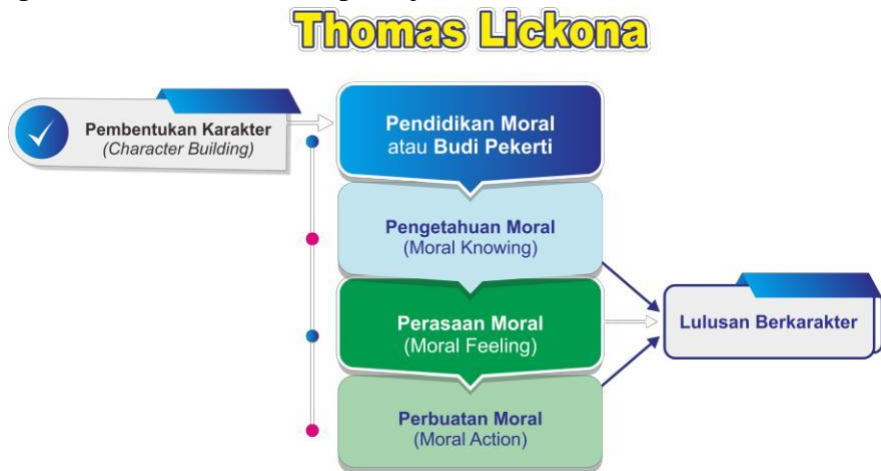 Thomas Lickona
Pembentukan Karakter
(Character Building)
Pendidikan Moral
atau Budi Pekerti
Pengetahuan Moral
(Moral Knowing)
Perasaan Moral
(Moral Feeling)
Lulusan Berkarakter
Perbuatan Moral
(Moral Action)